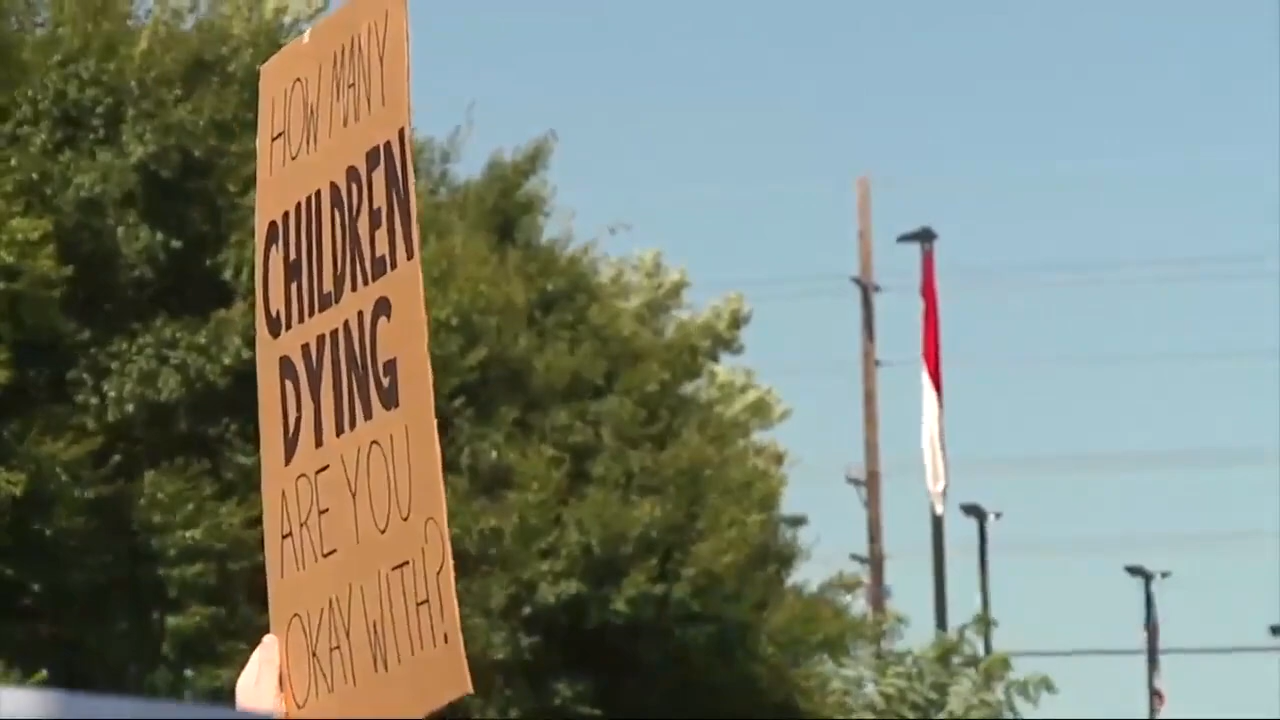 HOW MANY
CHILDREN
DYING
ARE YOU
OKAY WITH?